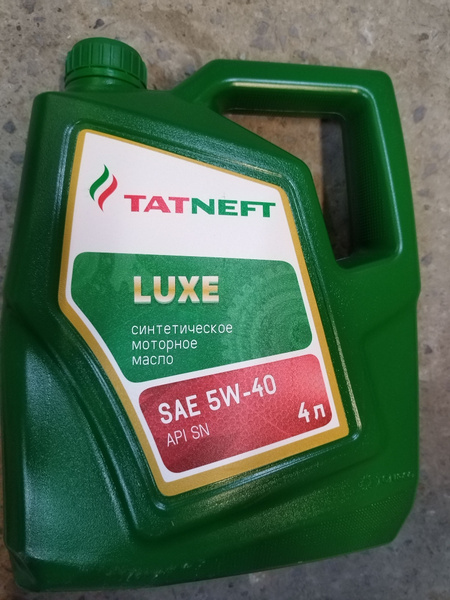 TATNEFT
LUXE
синтетическое
моторное
масло
SAE 5W-40
API SN
4 л